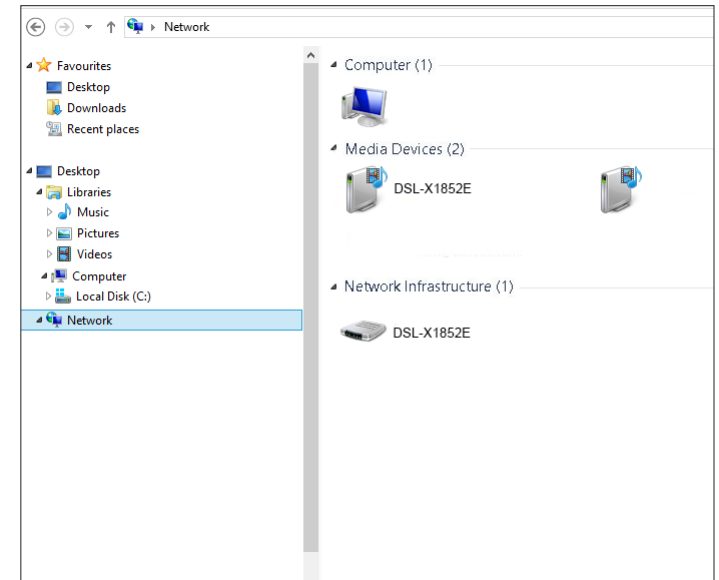 Network
Favourites
Desktop
Downloads
Recent places
Desktop
Libraries
Music
Pictures
Videos
Computer
Local Disk (C:)
Network
Computer (1)
Media Devices (2)
DSL-X1852E
Network Infrastructure (1)
DSL-X1852E